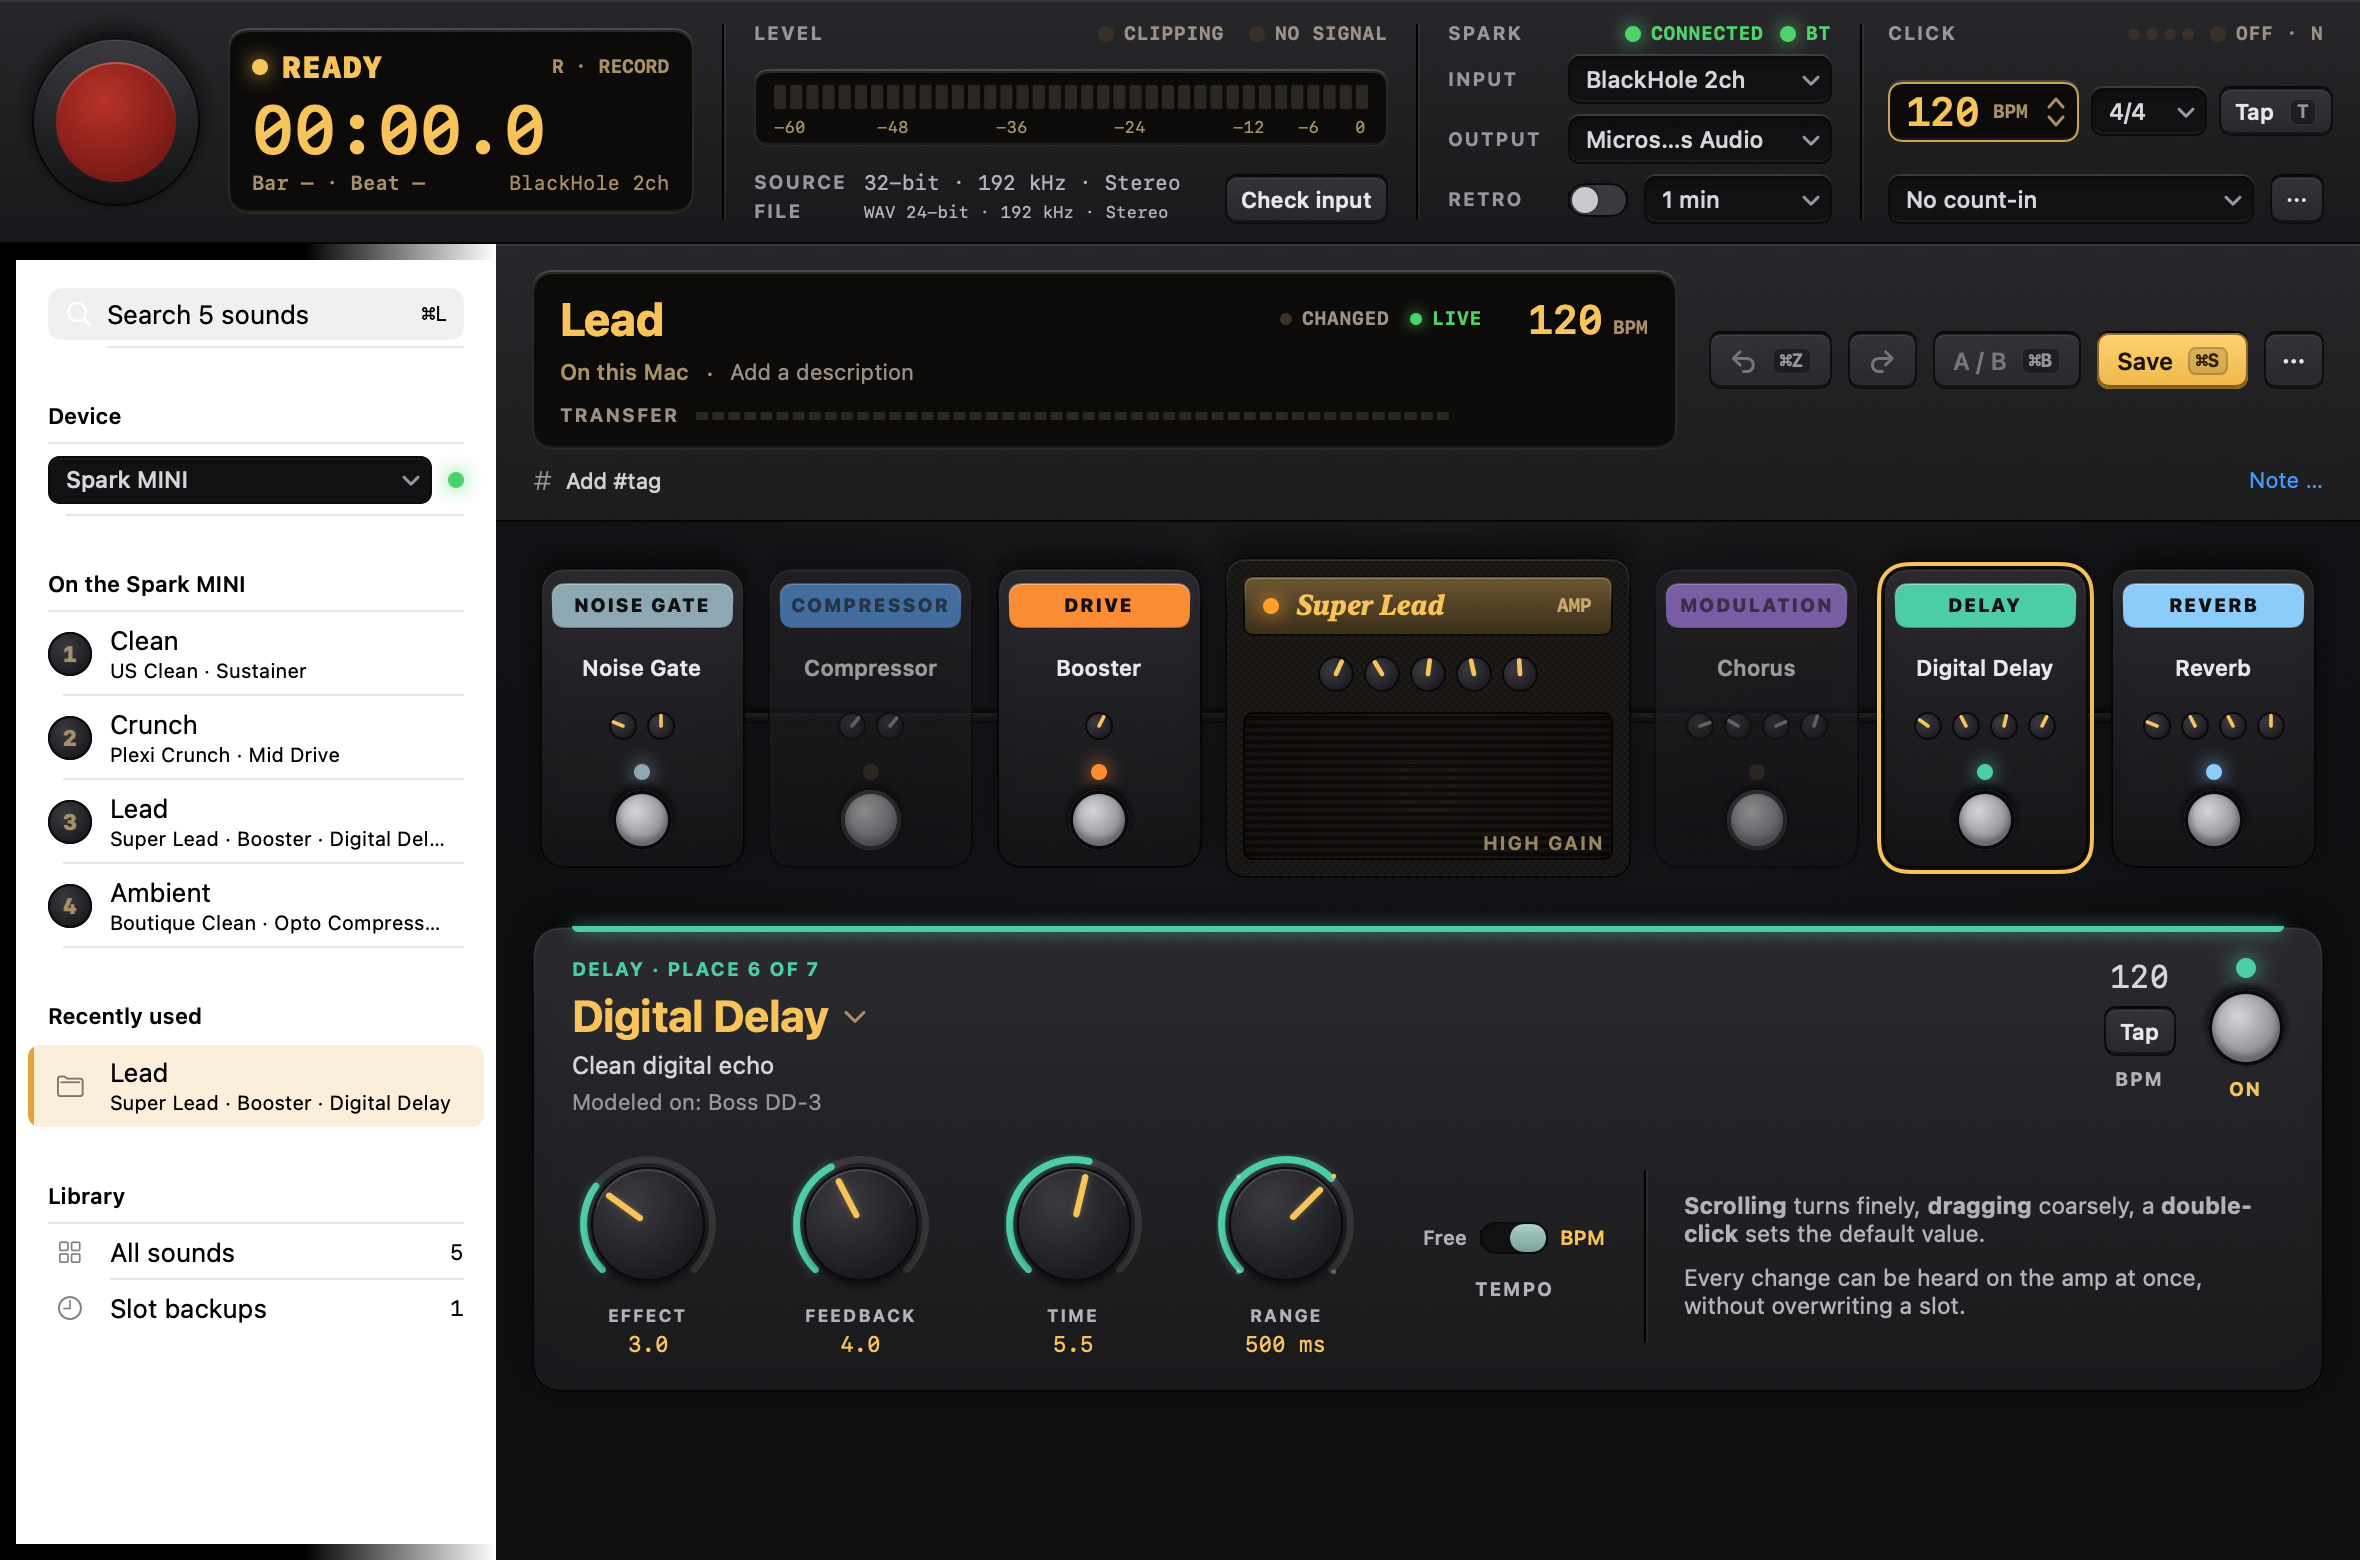 READY
R · RECORD
00:00.0
Bar – · Beat –
BlackHole 2ch
LEVEL
CLIPPING
NO SIGNAL
-60 -48 -36 -24 -12 -6 0
SOURCE 32-bit · 192 kHz · Stereo
FILE WAV 24-bit · 192 kHz · Stereo
Check input
SPARK
CONNECTED
BT
INPUT BlackHole 2ch
OUTPUT Micros...s Audio
RETRO 1 min
CLICK
OFF · N
120 BPM
4/4
Tap T
No count-in
...
Search 5 sounds ⌘L
Device
Spark MINI
On the Spark MINI
1 Clean
US Clean · Sustainer
2 Crunch
Plexi Crunch · Mid Drive
3 Lead
Super Lead · Booster · Digital Del...
4 Ambient
Boutique Clean · Opto Compress...
Recently used
Lead
Super Lead · Booster · Digital Delay
Library
All sounds 5
Slot backups 1
Lead
CHANGED
LIVE
120 BPM
On this Mac · Add a description
TRANSFER
⌘Z
A / B ⌘B
Save ⌘S
...
# Add #tag
Note ...
NOISE GATE
Noise Gate
COMPRESSOR
Compressor
DRIVE
Booster
Super Lead AMP
HIGH GAIN
MODULATION
Chorus
DELAY
Digital Delay
REVERB
Reverb
DELAY · PLACE 6 OF 7
Digital Delay
Clean digital echo
Modeled on: Boss DD-3
120
Tap
BPM
ON
EFFECT
3.0
FEEDBACK
4.0
TIME
5.5
RANGE
500 ms
Free BPM
TEMPO
Scrolling turns finely, dragging coarsely, a double-
click sets the default value.
Every change can be heard on the amp at once,
without overwriting a slot.